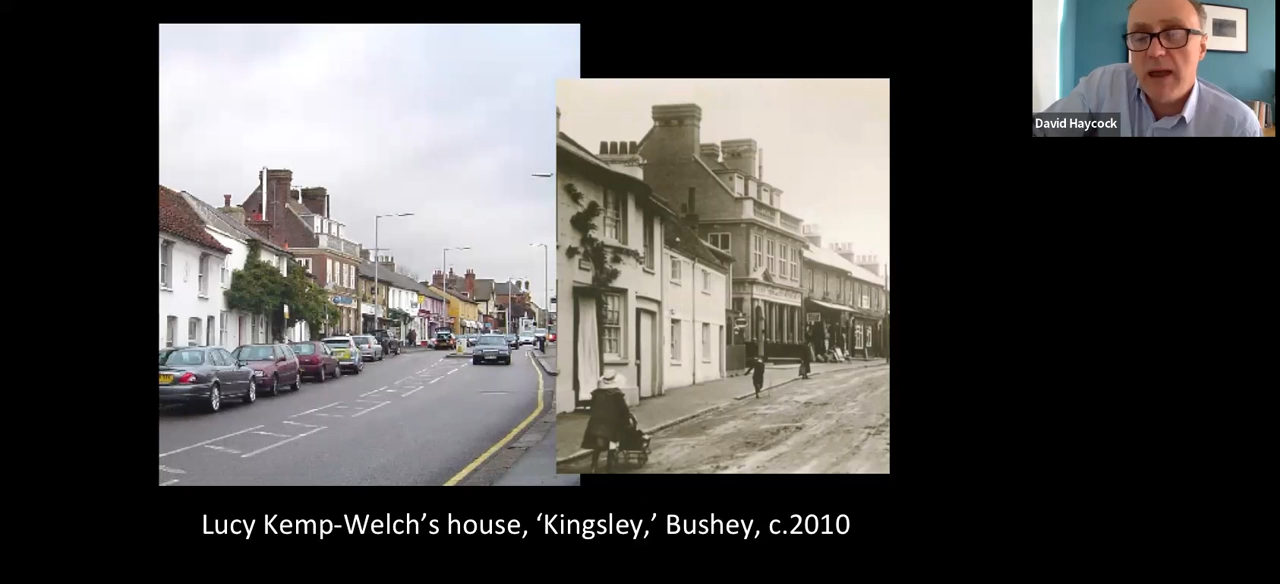 David Haycock
Lucy Kemp-Welch’s house, ‘Kingsley,’ Bushey, c.2010